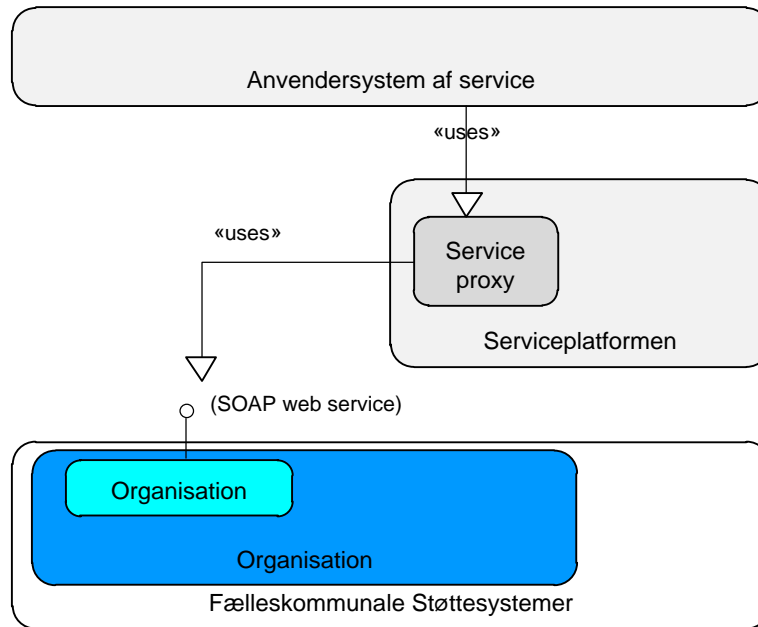 Anvendersystem af service
«uses»
Service
proxy
«uses»
Serviceplatformen
(SOAP web service)
Organisation
Organisation
Fælleskommunale Støttesystemer